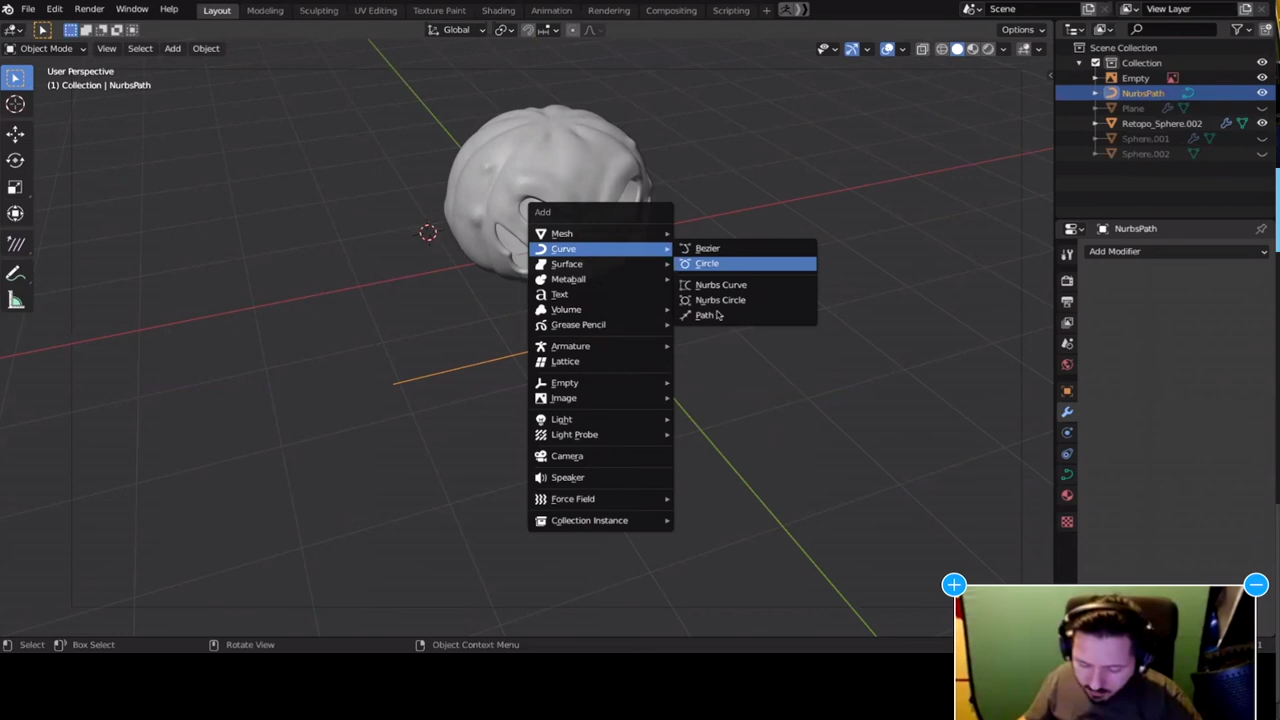 File Edit Render Window Help Layout Modeling Sculpting UV Editing Texture Paint Shading Animation Rendering Compositing Scripting + Scene View Layer
Global Options
Object Mode View Select Add Object
User Perspective
(1) Collection | NurbsPath
Scene Collection
Collection
Empty
NurbsPath
Plane
Retopo_Sphere.002
Sphere.001
Sphere.002
NurbsPath
Add Modifier
Add
Mesh
Curve
Surface
Metaball
Text
Volume
Grease Pencil
Armature
Lattice
Empty
Image
Light
Light Probe
Camera
Speaker
Force Field
Collection Instance
Bezier
Circle
Nurbs Curve
Nurbs Circle
Path
Select Box Select Rotate View Object Context Menu